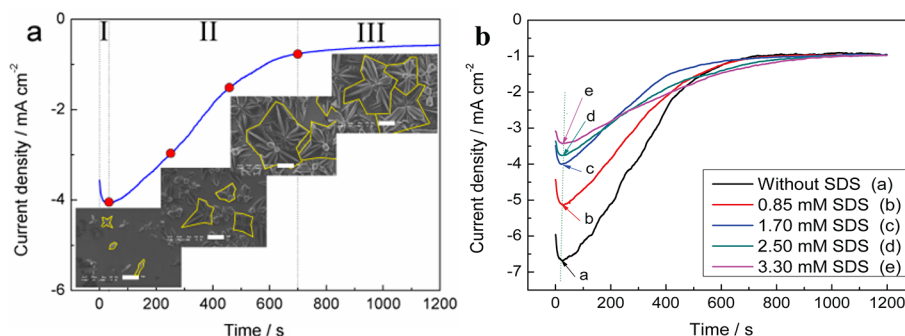 a
I II III
0
-2
-4
-6
Current density / mA cm-2
0 200 400 600 800 1000 1200
Time / s
b
0
-1
-2
-3
-4
-5
-6
-7
Current density / mA cm-2
e
d
c
b
a
Without SDS (a)
0.85 mM SDS (b)
1.70 mM SDS (c)
2.50 mM SDS (d)
3.30 mM SDS (e)
0 200 400 600 800 1000 1200
Time / s